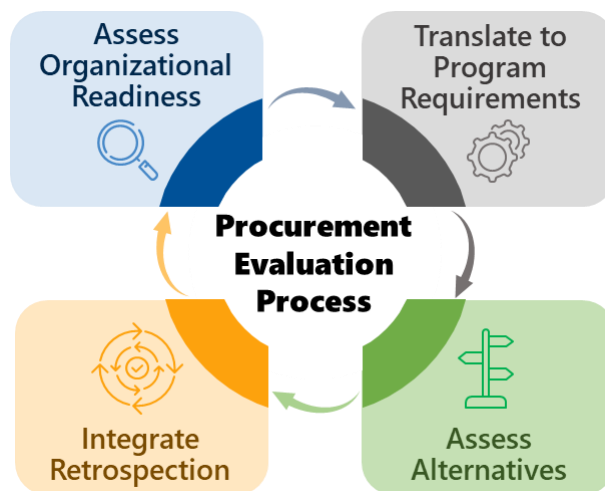 Assess
Organizational
Readiness
Translate to
Program
Requirements
Procurement
Evaluation
Process
Integrate
Retrospection
Assess
Alternatives